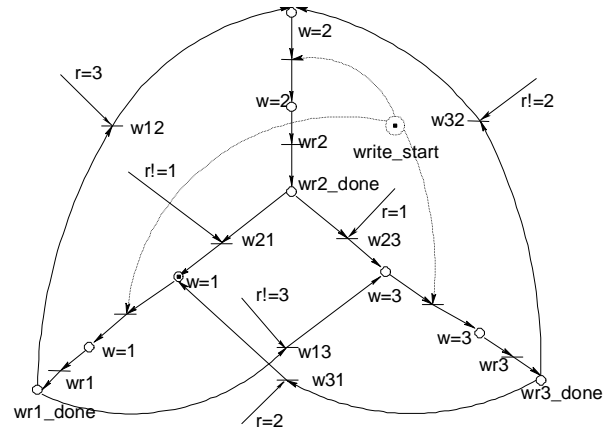 w=2
r=3
w12
r!=2
w32
w=2
wr2
write_start
r!=1
wr2_done
r=1
w21
w23
w=1
r!=3
w=3
w=1
w13
w=3
wr1
w31
wr3
wr1_done
r=2
wr3_done